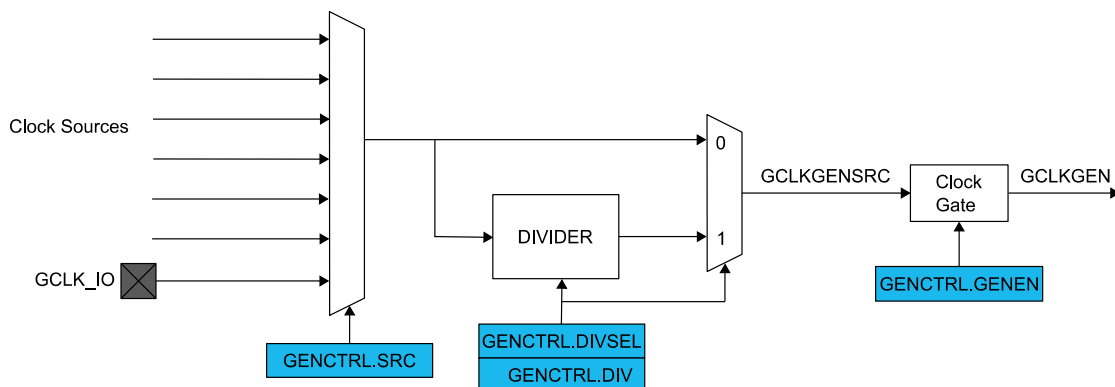 Clock Sources
GCLK_IO
GENCTRL.SRC
DIVIDER
GENCTRL.DIVSEL
GENCTRL.DIV
0
1
GCLKGENSRC
Clock
Gate
GCLKGEN
GENCTRL.GENEN